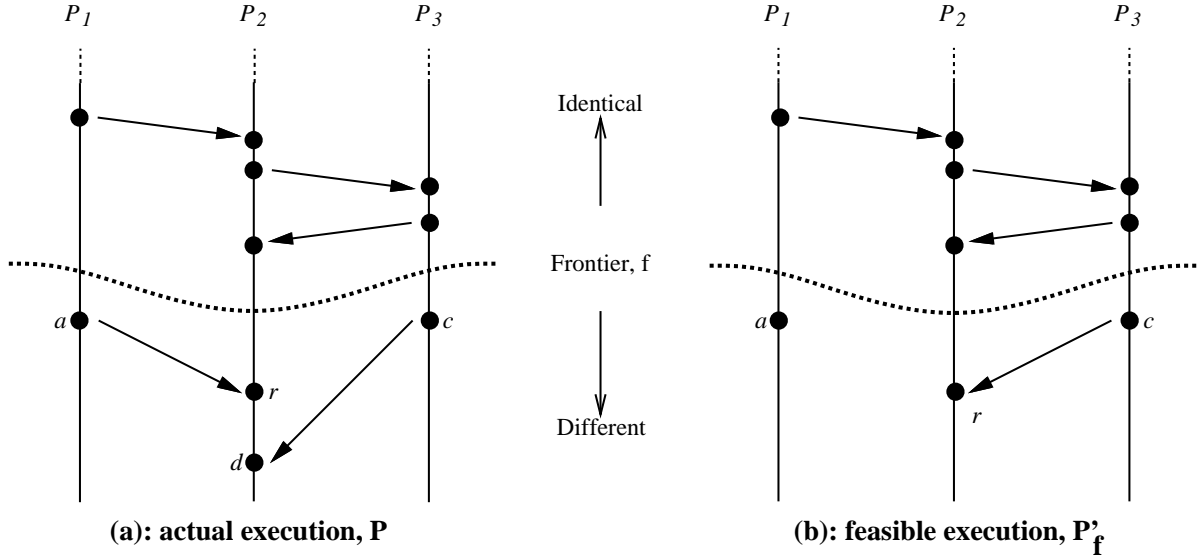 P1 P2 P3 P1 P2 P3
Identical
Frontier, f
a c a c
r
Different
r
d
(a): actual execution, P (b): feasible execution, P'f